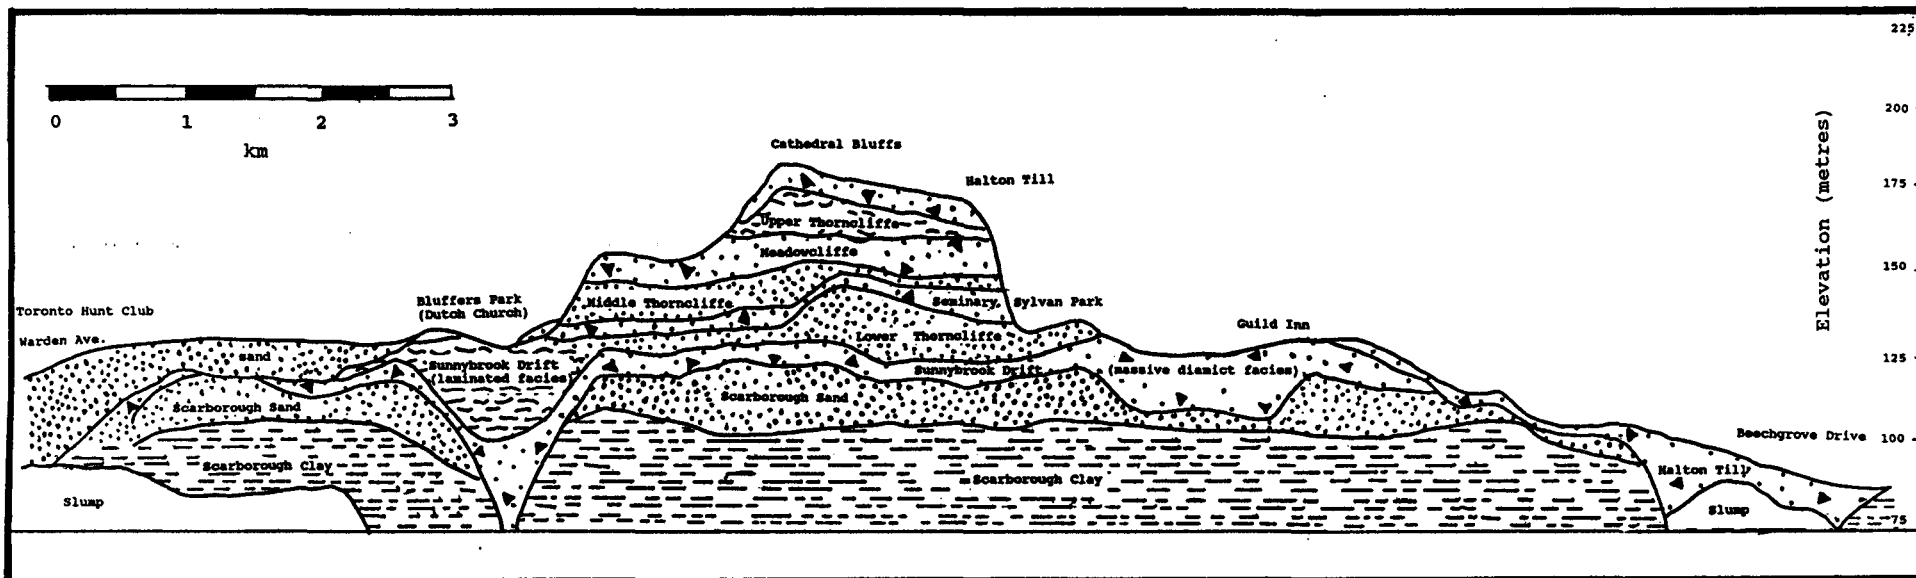 225
200
0 1 2 3
km
Elevation (metres)
Cathedral Bluffs
Halton Till
175
Upper Thorncliffe
Meadowcliffe
150
Bluffers Park
(Dutch Church)
Middle Thorncliffe
Seminary
Sylvan Park
Toronto Hunt Club
Warden Ave.
Guild Inn
Lower Thorncliffe
sand
125
Sunnybrook Drift
(laminated facies)
Sunnybrook Drift
(massive diamict facies)
Scarborough Sand
Scarborough Sand
Beechgrove Drive
100
Scarborough Clay
Scarborough Clay
Halton Till
Slump
Slump
75